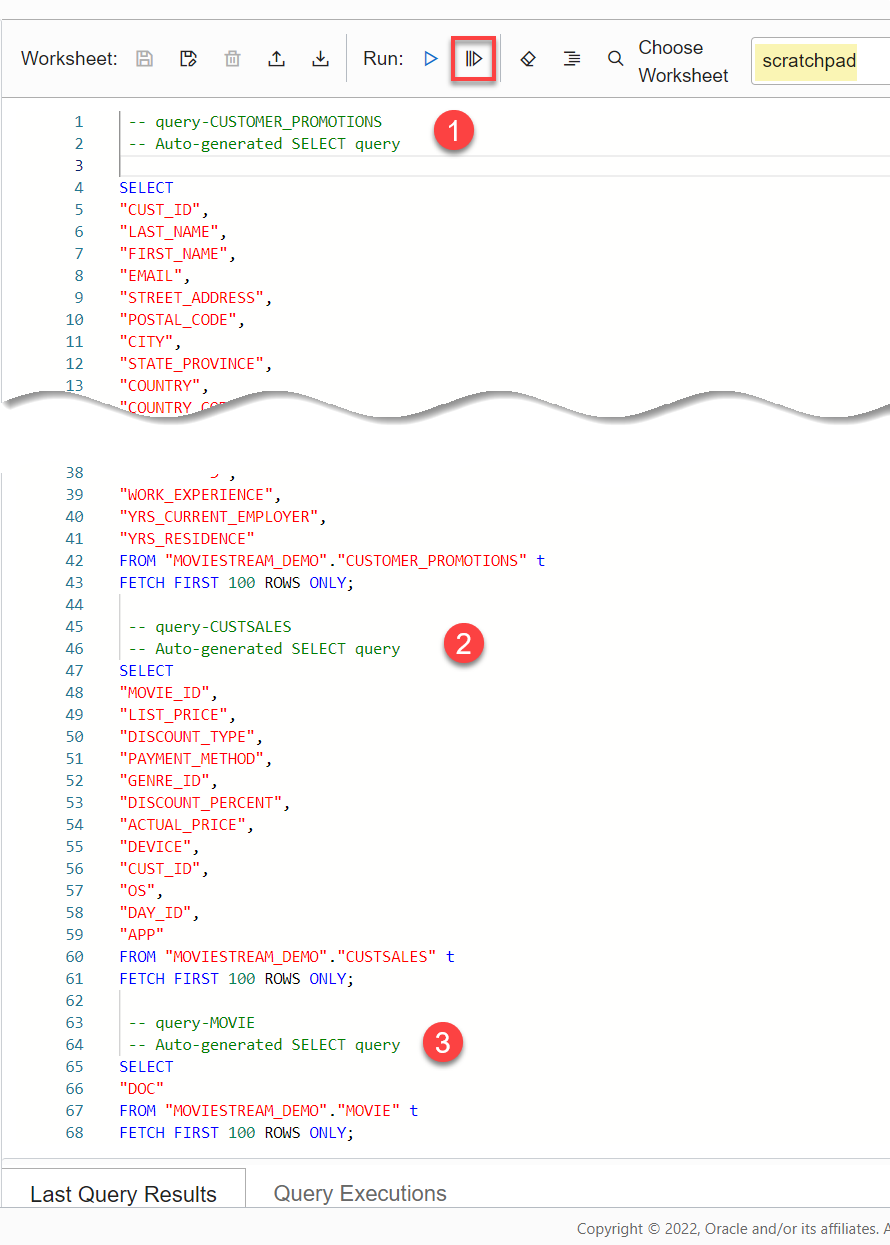 Worksheet: Run: Choose Worksheet scratchpad
1 -- query-CUSTOMER_PROMOTIONS
1
2 -- Auto-generated SELECT query
3
4 SELECT
5 "CUST_ID",
6 "LAST_NAME",
7 "FIRST_NAME",
8 "EMAIL",
9 "STREET_ADDRESS",
10 "POSTAL_CODE",
11 "CITY",
12 "STATE_PROVINCE",
13 "COUNTRY",
"COUNTRY
38 ,
39 "WORK_EXPERIENCE",
40 "YRS_CURRENT_EMPLOYER",
41 "YRS_RESIDENCE"
42 FROM "MOVIESTREAM_DEMO"."CUSTOMER_PROMOTIONS" t
43 FETCH FIRST 100 ROWS ONLY;
44
45 -- query-CUSTSALES
2
46 -- Auto-generated SELECT query
47 SELECT
48 "MOVIE_ID",
49 "LIST_PRICE",
50 "DISCOUNT_TYPE",
51 "PAYMENT_METHOD",
52 "GENRE_ID",
53 "DISCOUNT_PERCENT",
54 "ACTUAL_PRICE",
55 "DEVICE",
56 "CUST_ID",
57 "OS",
58 "DAY_ID",
59 "APP"
60 FROM "MOVIESTREAM_DEMO"."CUSTSALES" t
61 FETCH FIRST 100 ROWS ONLY;
62
63 -- query-MOVIE
3
64 -- Auto-generated SELECT query
65 SELECT
66 "DOC"
67 FROM "MOVIESTREAM_DEMO"."MOVIE" t
68 FETCH FIRST 100 ROWS ONLY;
Last Query Results Query Executions
Copyright © 2022, Oracle and/or its affiliates. A